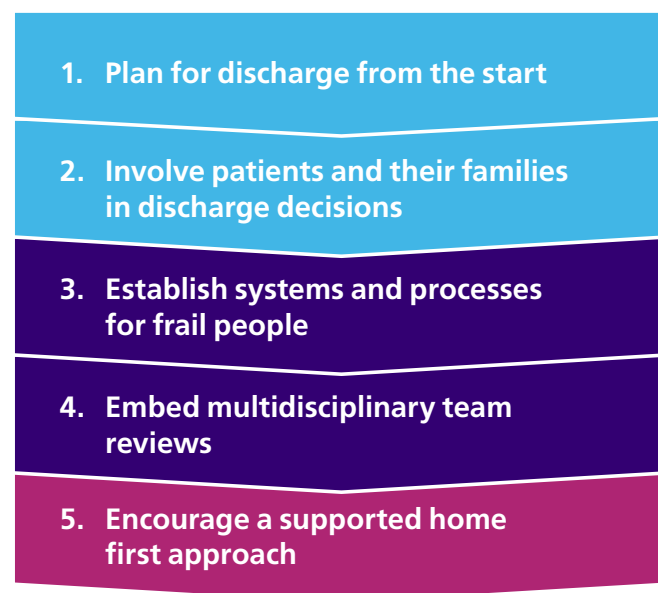 1. Plan for discharge from the start
2. Involve patients and their families
in discharge decisions
3. Establish systems and processes
for frail people
4. Embed multidisciplinary team
reviews
5. Encourage a supported home
first approach